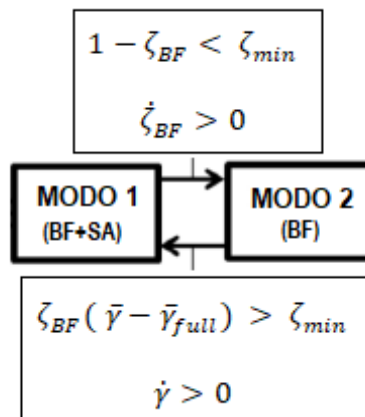 1 − ζ_BF < ζ_min
ζ̇_BF > 0
MODO 1
(BF+SA)
MODO 2
(BF)
ζ_BF( γ̄ − γ̄_full) > ζ_min
γ̇ > 0